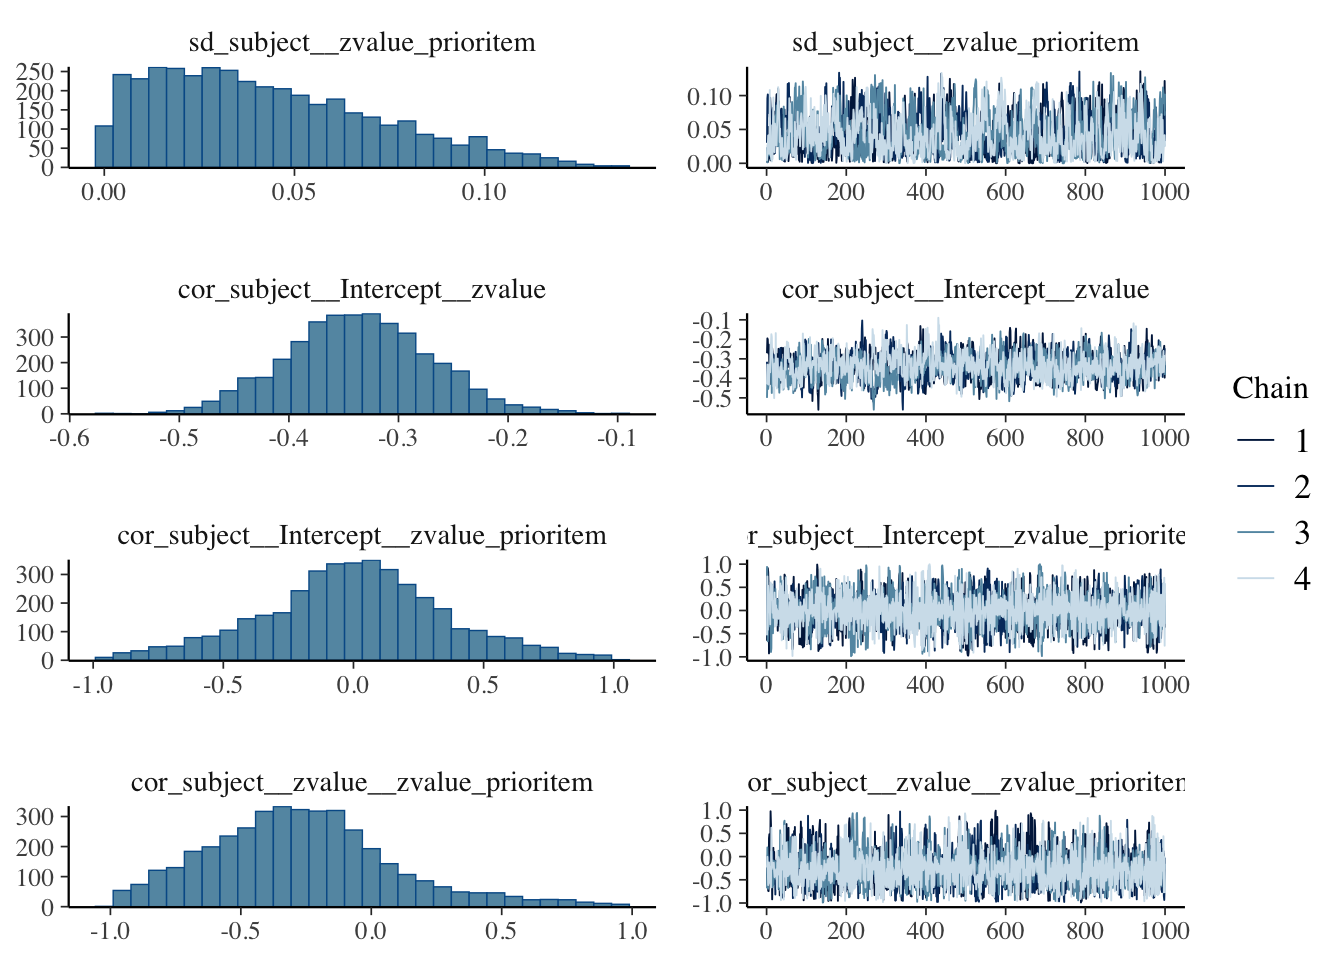 sd_subject__zvalue_prioritem
250
200
150
100
50
0
0.00 0.05 0.10
sd_subject__zvalue_prioritem
0.10
0.05
0.00
0 200 400 600 800 1000
cor_subject__Intercept__zvalue
300
200
100
0
-0.6 -0.5 -0.4 -0.3 -0.2 -0.1
cor_subject__Intercept__zvalue
-0.1
-0.2
-0.3
-0.4
-0.5
0 200 400 600 800 1000
cor_subject__Intercept__zvalue_prioritem
300
200
100
0
-1.0 -0.5 0.0 0.5 1.0
r_subject__Intercept__zvalue_priorite
1.0
0.5
0.0
-0.5
-1.0
0 200 400 600 800 1000
cor_subject__zvalue__zvalue_prioritem
300
200
100
0
-1.0 -0.5 0.0 0.5 1.0
or_subject__zvalue__zvalue_prioriten
1.0
0.5
0.0
-0.5
-1.0
0 200 400 600 800 1000
Chain
1
2
3
4